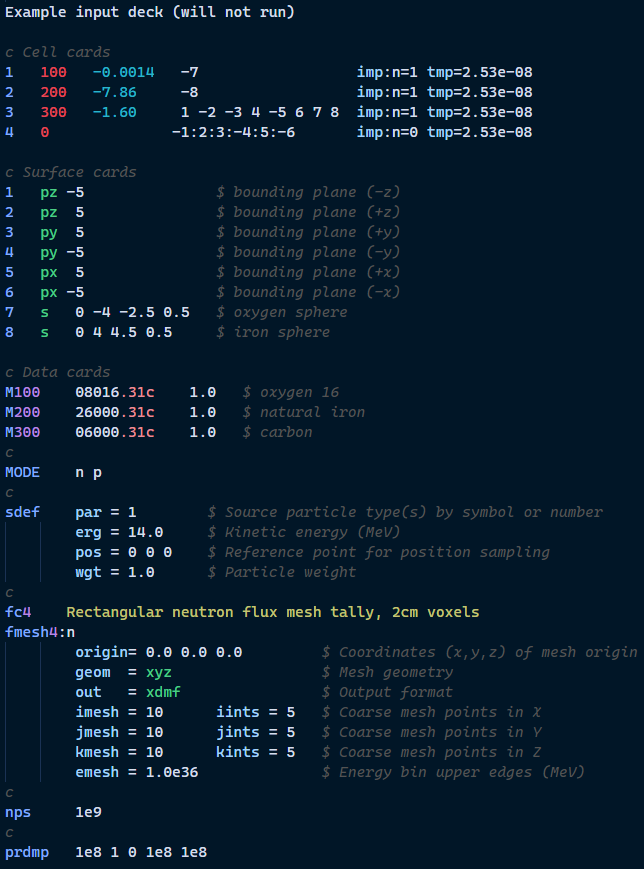 Example input deck (will not run)
c Cell cards
1   100   -0.0014   -7                  imp:n=1 tmp=2.53e-08
2   200   -7.86     -8                  imp:n=1 tmp=2.53e-08
3   300   -1.60     1 -2 -3 4 -5 6 7 8  imp:n=1 tmp=2.53e-08
4   0              -1:2:3:-4:5:-6       imp:n=0 tmp=2.53e-08
c Surface cards
1   pz -5               $ bounding plane (-z)
2   pz  5               $ bounding plane (+z)
3   py  5               $ bounding plane (+y)
4   py -5               $ bounding plane (-y)
5   px  5               $ bounding plane (+x)
6   px -5               $ bounding plane (-x)
7   s   0 -4 -2.5 0.5   $ oxygen sphere
8   s   0 4 4.5 0.5     $ iron sphere
c Data cards
M100    08016.31c    1.0   $ oxygen 16
M200    26000.31c    1.0   $ natural iron
M300    06000.31c    1.0   $ carbon
c
MODE    n p
c
sdef    par = 1        $ Source particle type(s) by symbol or number
        erg = 14.0     $ Kinetic energy (MeV)
        pos = 0 0 0    $ Reference point for position sampling
        wgt = 1.0      $ Particle weight
c
fc4    Rectangular neutron flux mesh tally, 2cm voxels
fmesh4:n
        origin= 0.0 0.0 0.0         $ Coordinates (x,y,z) of mesh origin
        geom  = xyz                 $ Mesh geometry
        out   = xdmf                $ Output format
        imesh = 10      iints = 5   $ Coarse mesh points in X
        jmesh = 10      jints = 5   $ Coarse mesh points in Y
        kmesh = 10      kints = 5   $ Coarse mesh points in Z
        emesh = 1.0e36              $ Energy bin upper edges (MeV)
c
nps     1e9
c
prdmp   1e8 1 0 1e8 1e8